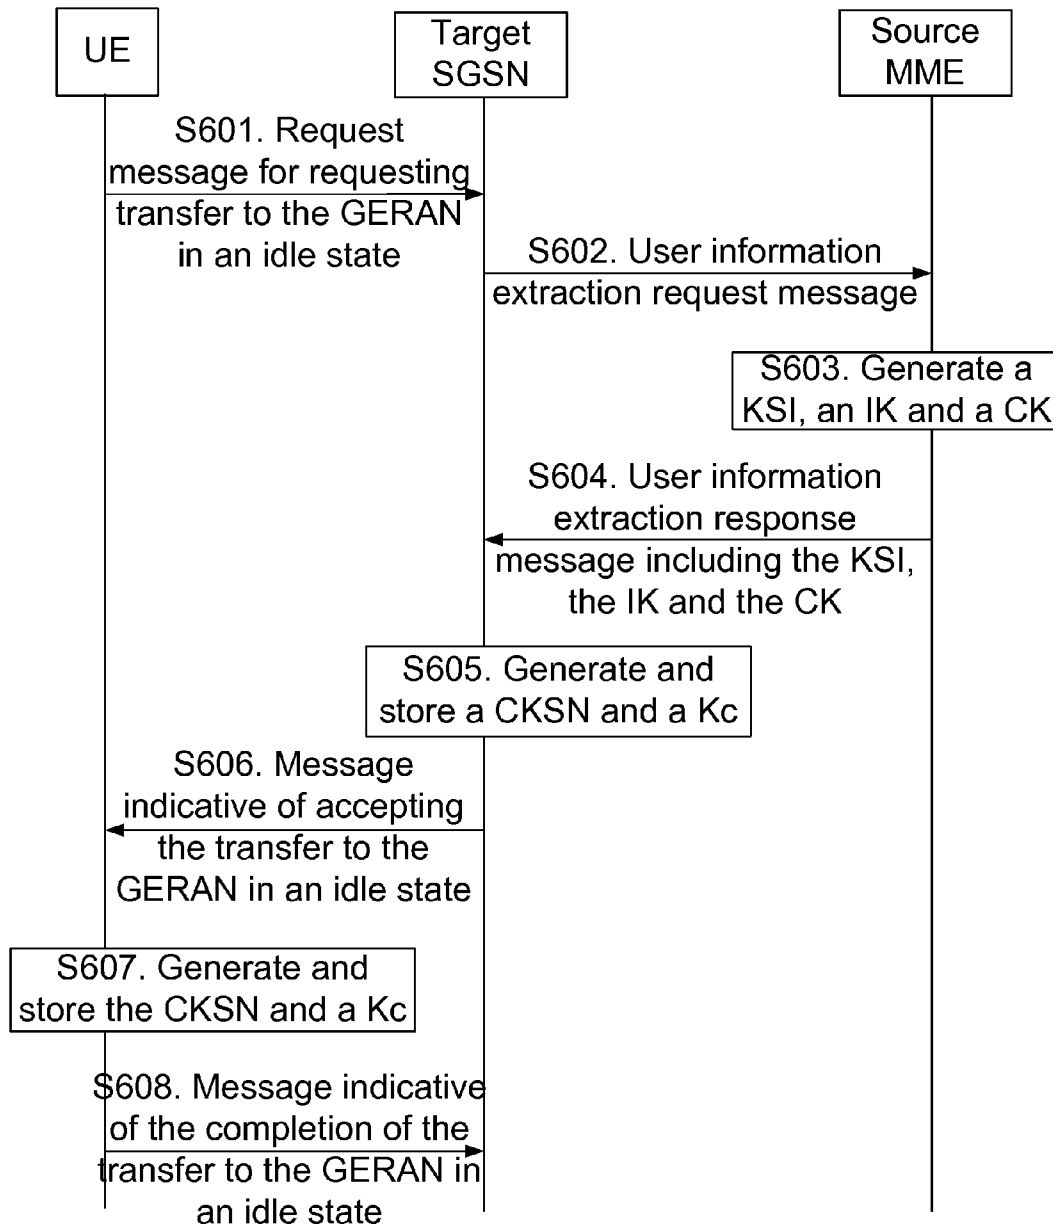 UE
Target
SGSN
Source
MME
S601. Request
message for requesting
transfer to the GERAN
in an idle state
S602. User information
extraction request message
S603. Generate a
KSI, an IK and a CK
S604. User information
extraction response
message including the KSI,
the IK and the CK
S605. Generate and
store a CKSN and a Kc
S606. Message
indicative of accepting
the transfer to the
GERAN in an idle state
S607. Generate and
store the CKSN and a Kc
S608. Message indicative
of the completion of the
transfer to the GERAN in
an idle state